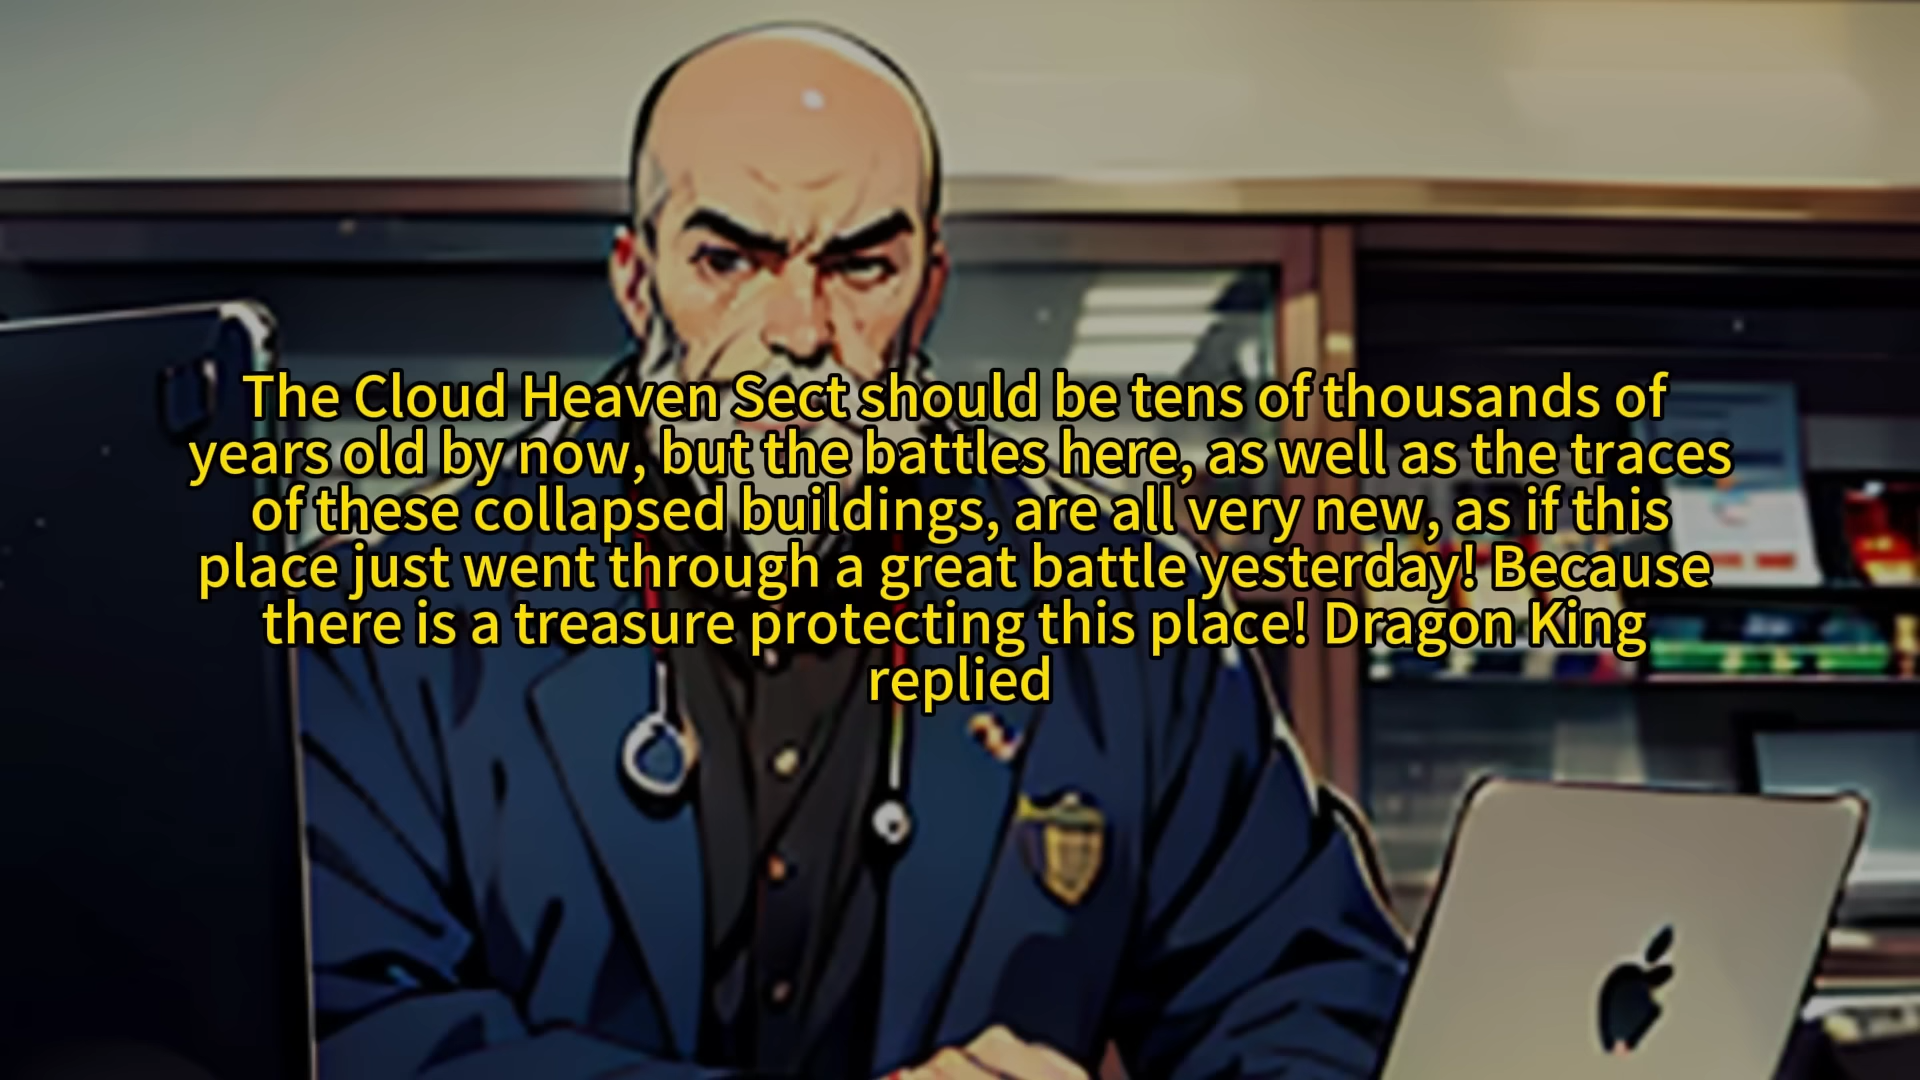 The Cloud Heaven Sect should be tens of thousands of
years old by now, but the battles here, as well as the traces
of these collapsed buildings, are all very new, as if this
place just went through a great battle yesterday! Because
there is a treasure protecting this place! Dragon King
replied